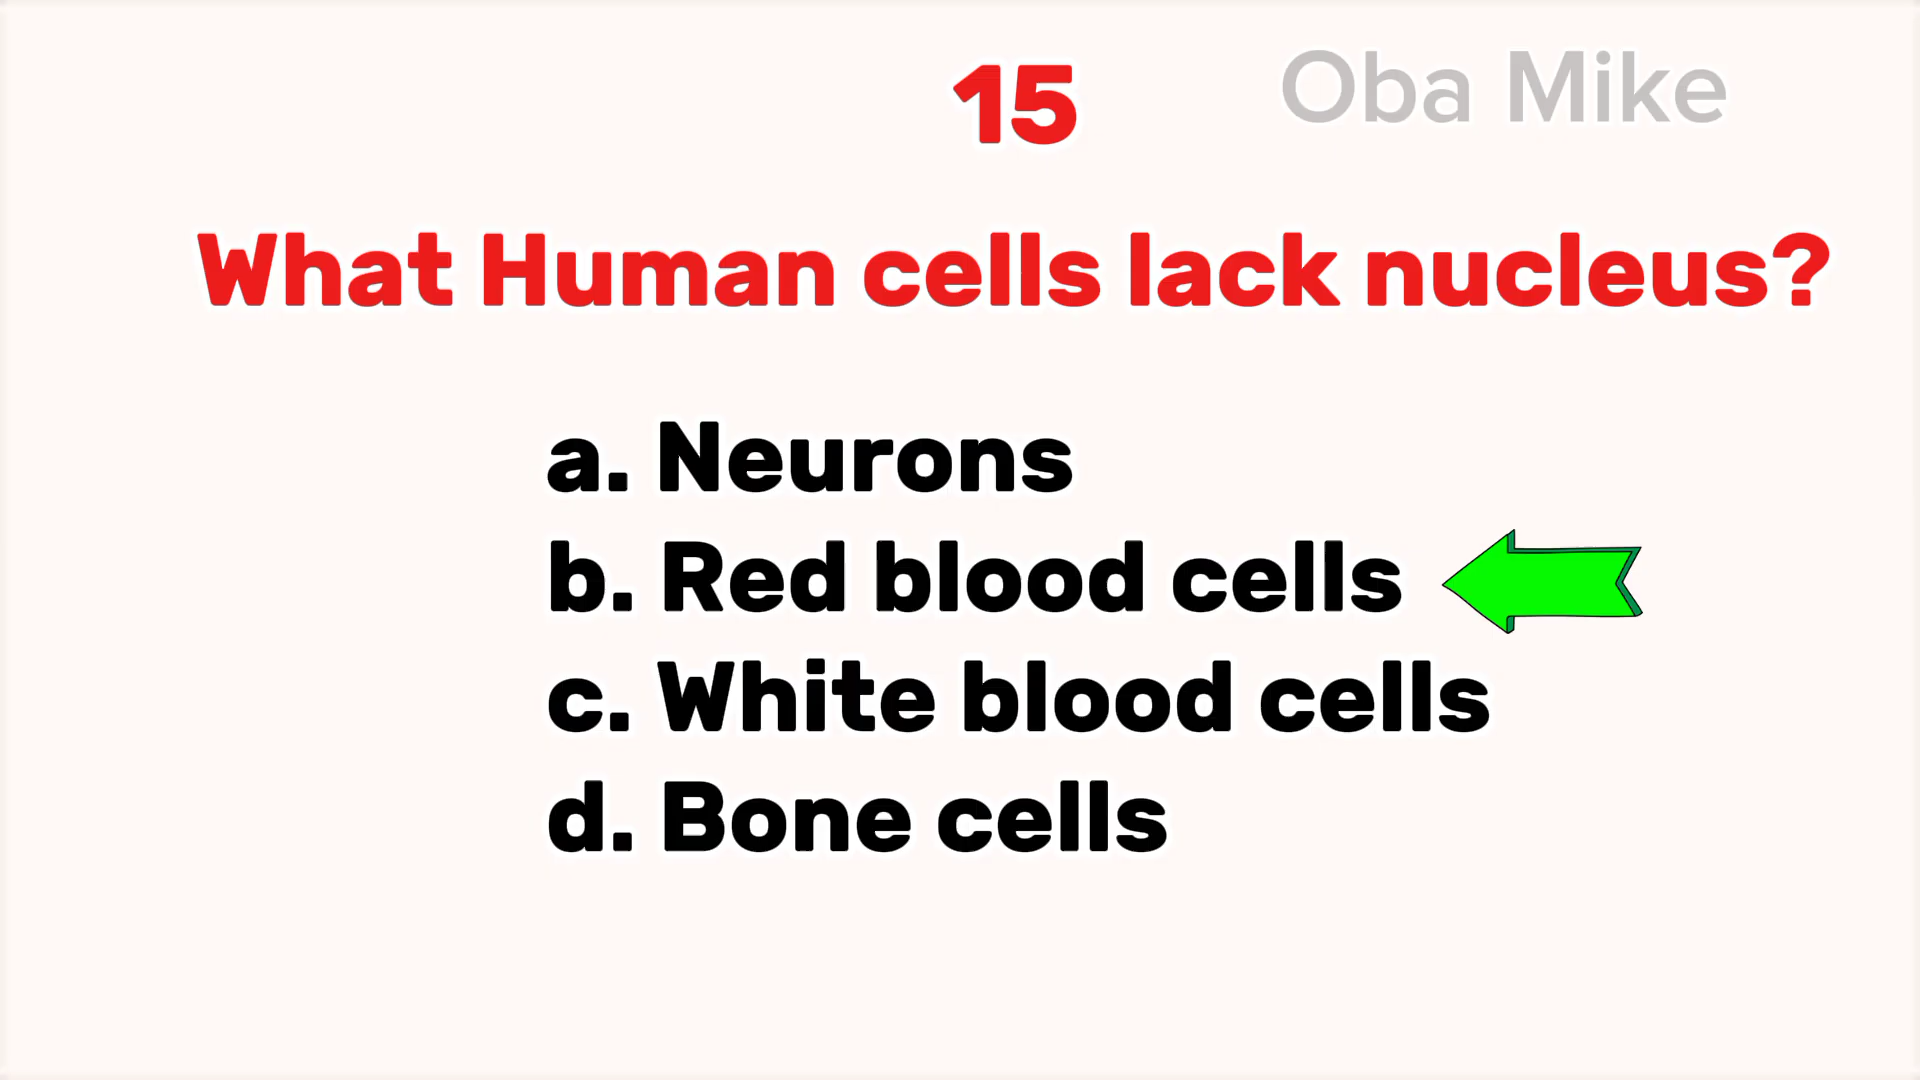 15
Oba Mike
What Human cells lack nucleus?
a. Neurons
b. Red blood cells
c. White blood cells
d. Bone cells